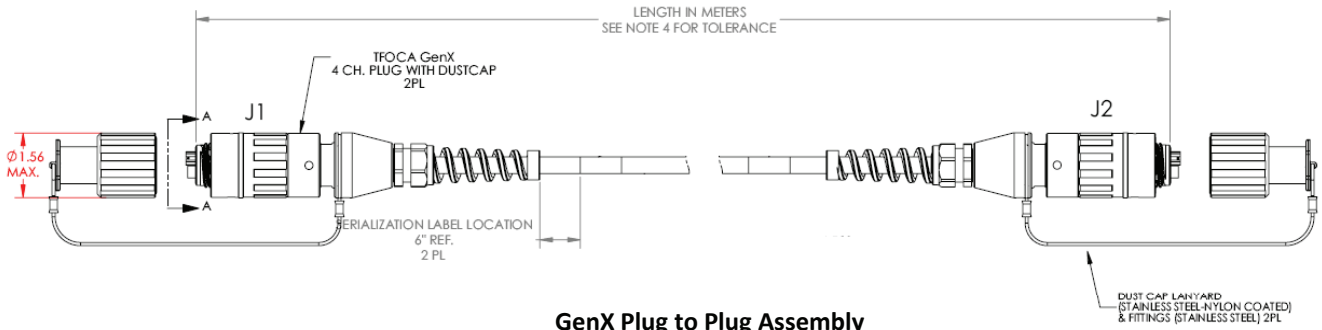 LENGTH IN METERS
SEE NOTE 4 FOR TOLERANCE
TFOCA GenX
4 CH. PLUG WITH DUSTCAP
2PL
A
J1
J2
Ø1.56
MAX.
A
SERIALIZATION LABEL LOCATION
6" REF.
2 PL
DUST CAP LANYARD
(STAINLESS STEEL-NYLON COATED)
& FITTINGS (STAINLESS STEEL) 2PL
GenX Plug to Plug Assembly